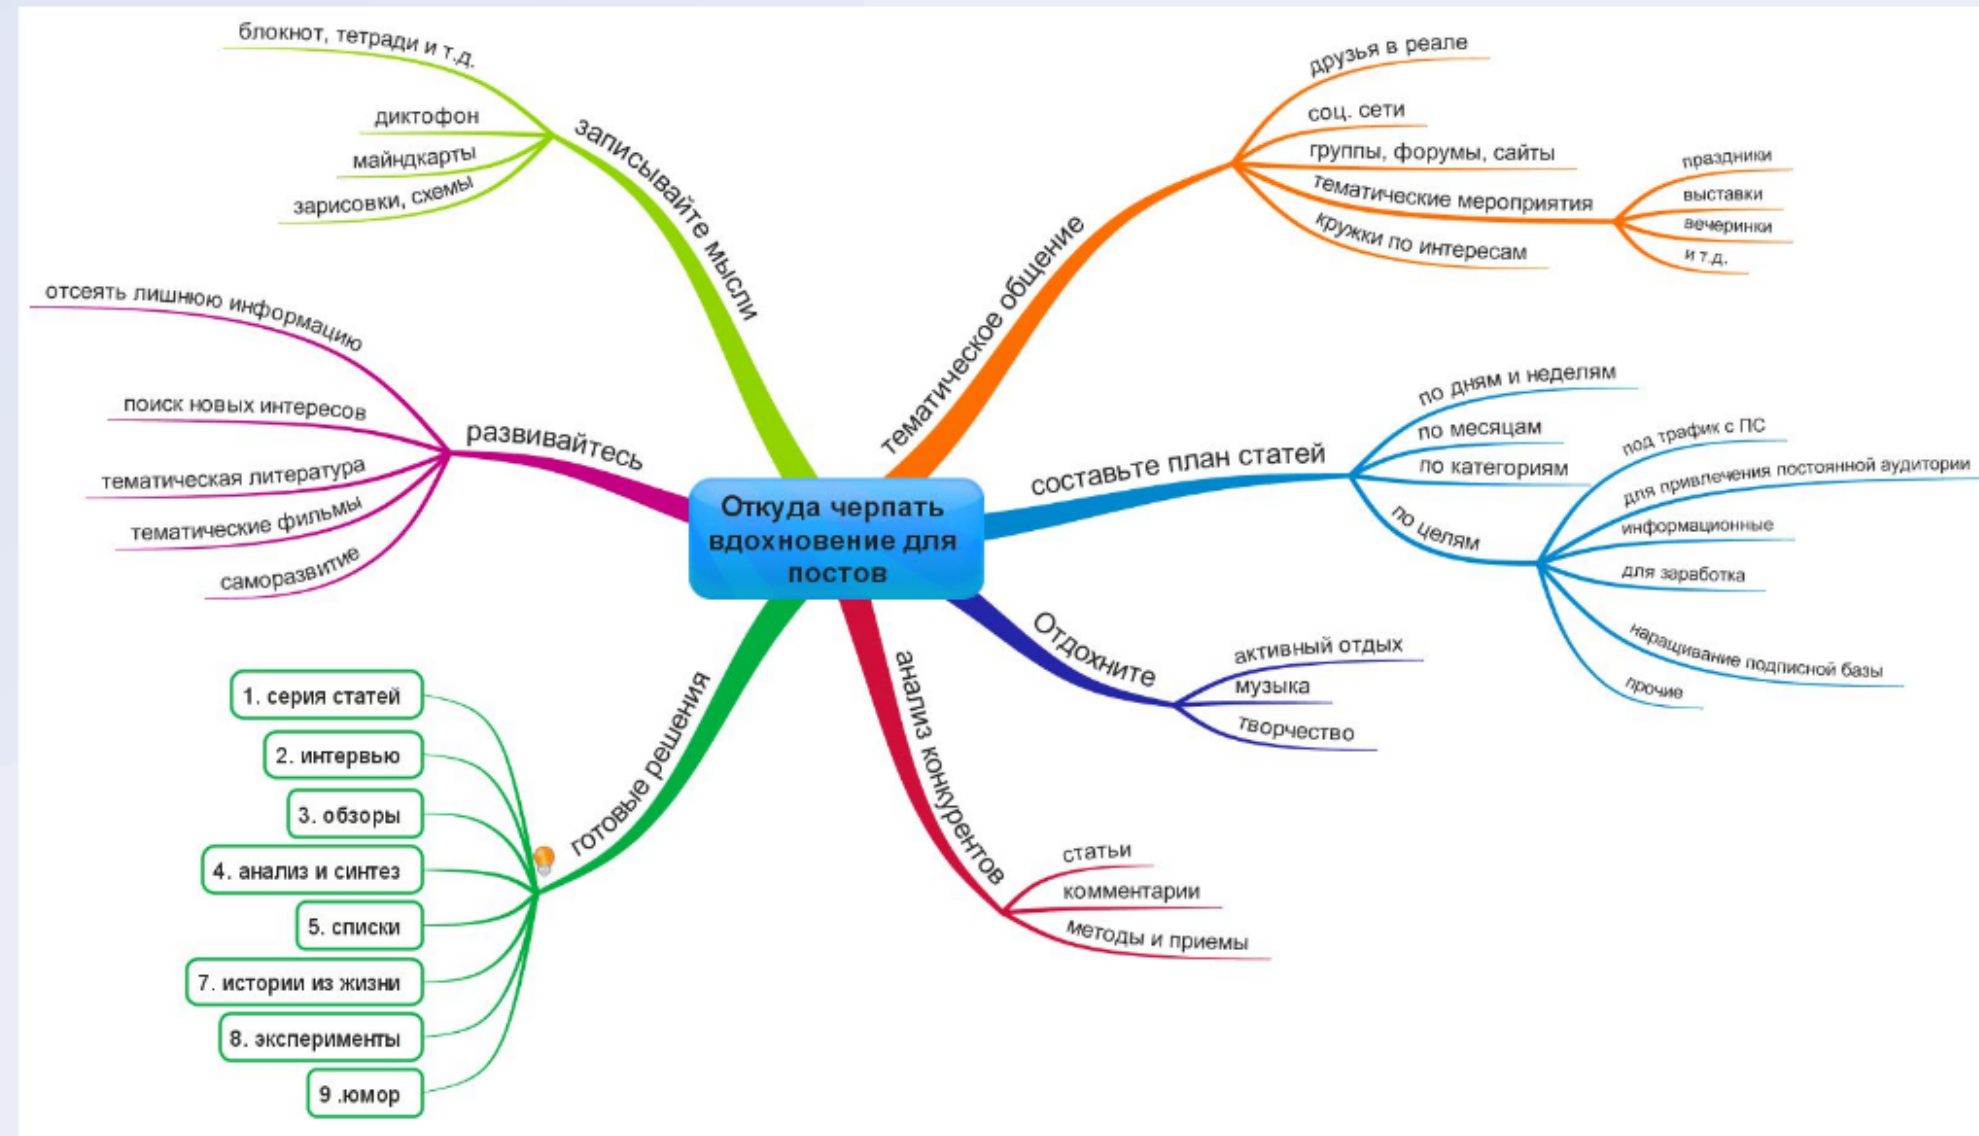 блокнот, тетради и т.д.
диктофон
майндкарты
зарисовки, схемы
записывайте мысли
отсеять лишнюю информацию
поиск новых интересов
тематическая литература
тематические фильмы
саморазвитие
развивайтесь
Откуда черпать
вдохновение для
постов
тематическое общение
друзья в реале
соц. сети
группы, форумы, сайты
тематические мероприятия
кружки по интересам
праздники
выставки
вечеринки
и т.д.
составьте план статей
по дням и неделям
по месяцам
по категориям
по целям
под трафик с ПС
для привлечения постоянной аудитории
информационные
для заработка
наращивание подписной базы
прочие
Отдохните
активный отдых
музыка
творчество
анализ конкурентов
статьи
комментарии
методы и приемы
готовые решения
1. серия статей
2. интервью
3. обзоры
4. анализ и синтез
5. списки
7. истории из жизни
8. эксперименты
9 .юмор